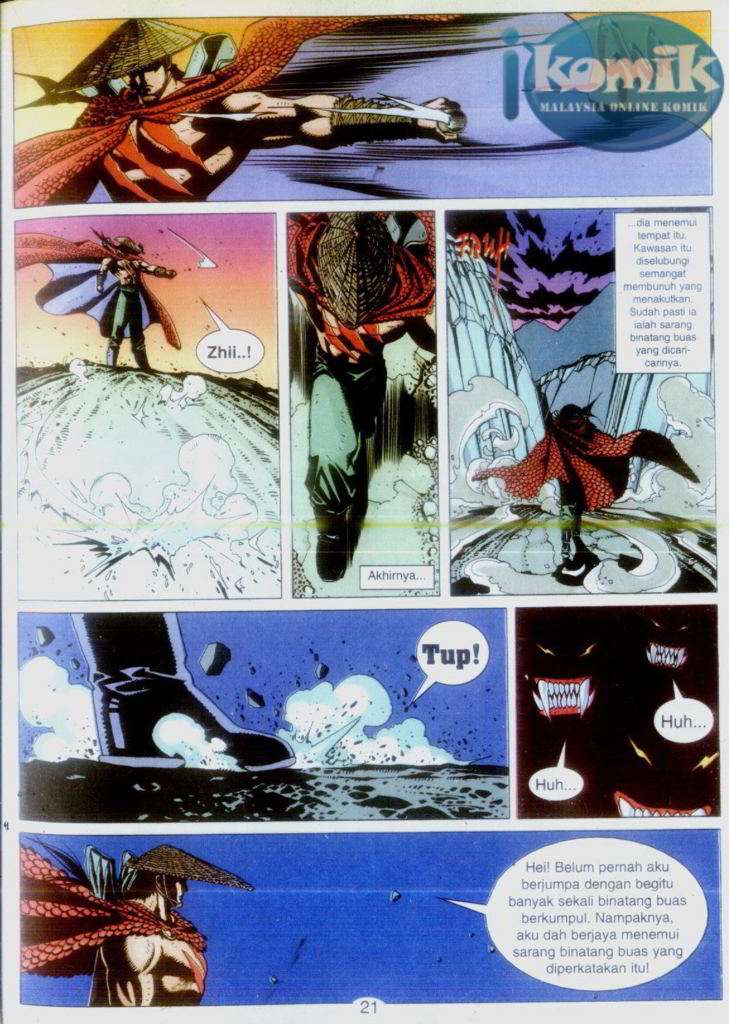 ikomik
MALAYSIA ONLINE KOMIK
Zhii..!
Akhirnya...
...dia menemui
tempat itu.
Kawasan itu
diselubungi
semangat
membunuh yang
menakutkan.
Sudah pasti ia
ialah sarang
binatang buas
yang dicari-
carinya.
Tup!
Huh...
Huh...
Hei! Belum pernah aku
berjumpa dengan begitu
banyak sekali binatang buas
berkumpul. Nampaknya,
aku dah berjaya menemui
sarang binatang buas yang
diperkatakan itu!
21